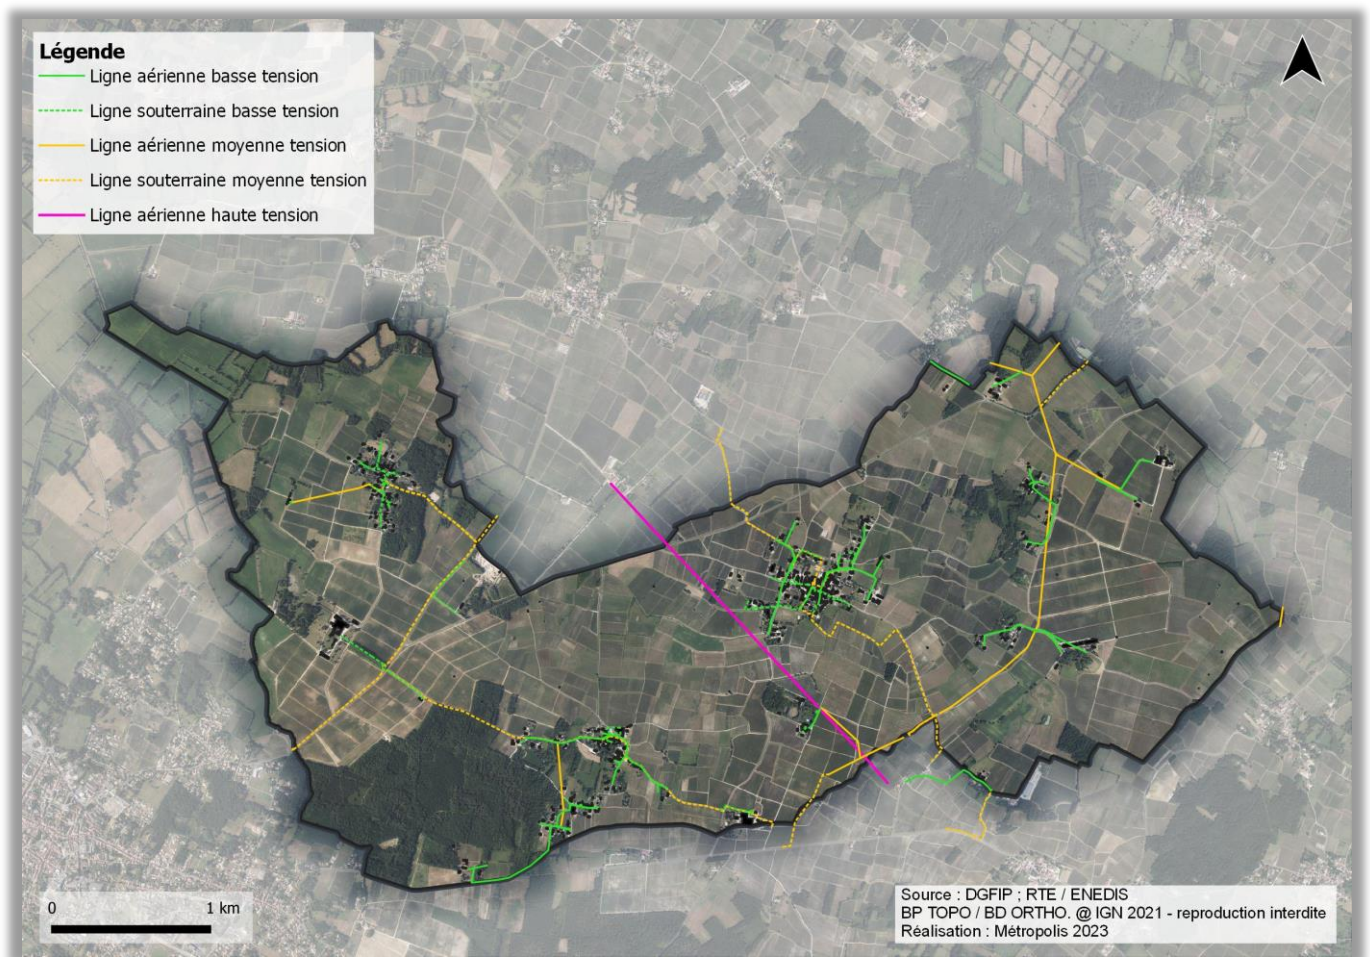 Légende
Ligne aérienne basse tension
Ligne souterraine basse tension
Ligne aérienne moyenne tension
Ligne souterraine moyenne tension
Ligne aérienne haute tension
0 1 km
Source : DGFIP ; RTE / ENEDIS
BP TOPO / BD ORTHO. @ IGN 2021 - reproduction interdite
Réalisation : Métropolis 2023